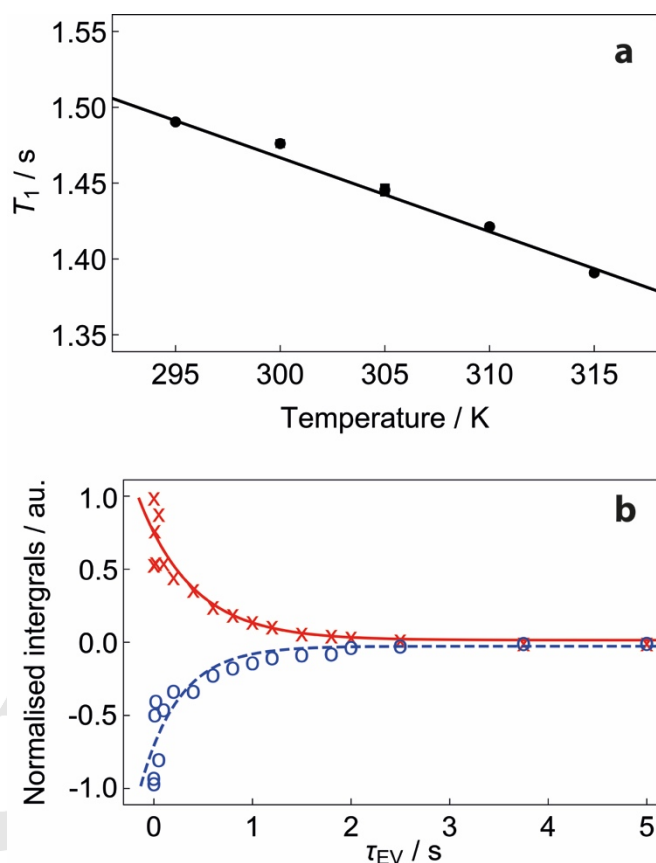 a
1.55
1.50
1.45
1.40
1.35
T1 / s
295 300 305 310 315
Temperature / K
b
1.0
0.5
0.0
-0.5
-1.0
Normalised intergrals / au.
0 1 2 3 4 5
τEV / s